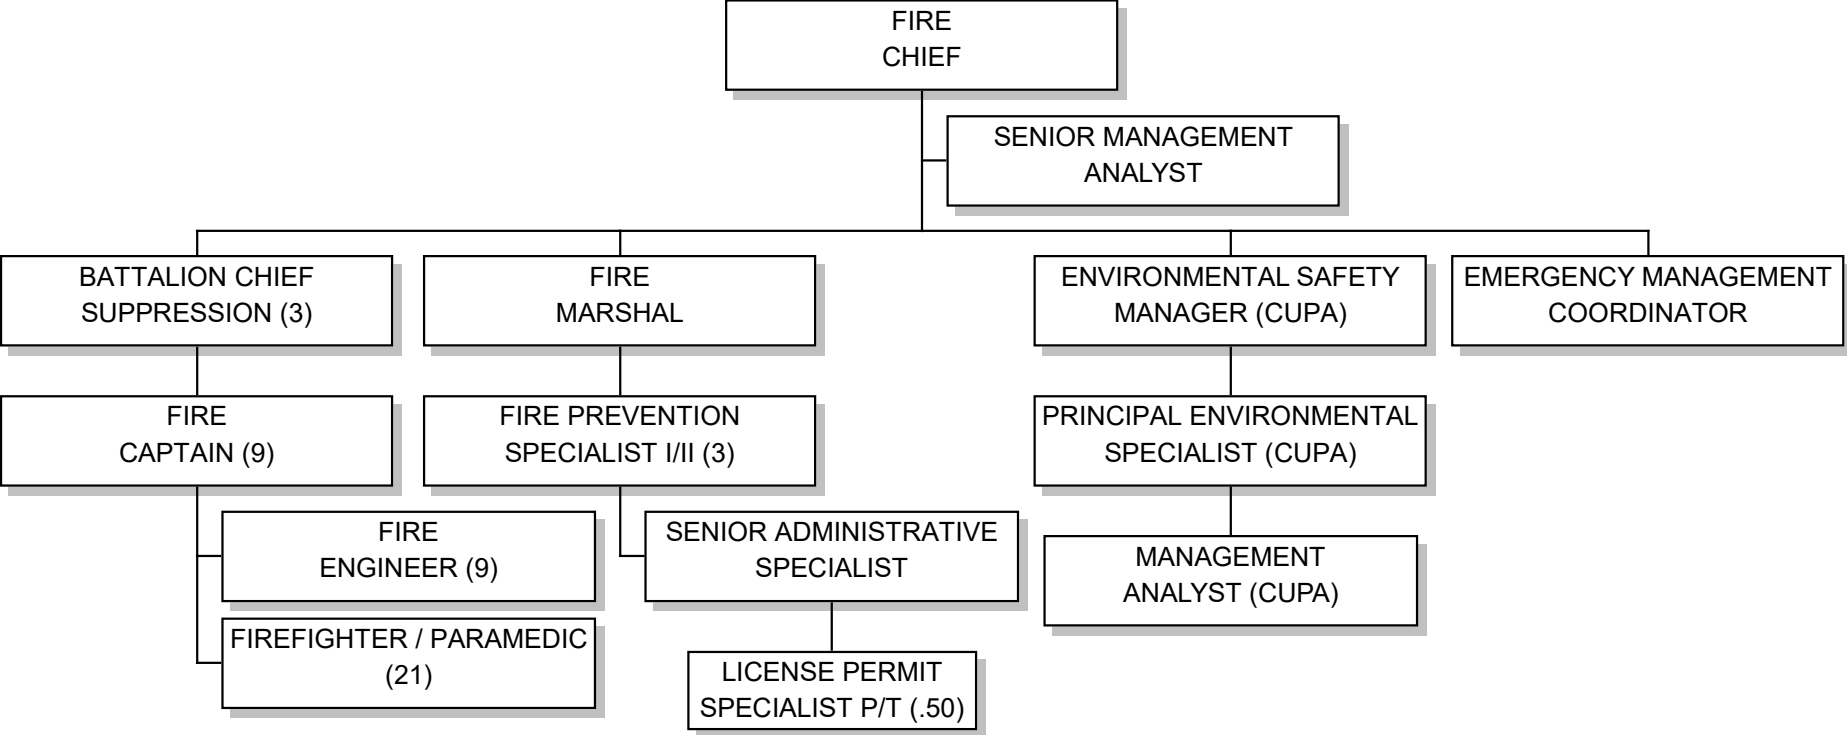 FIRE
CHIEF
SENIOR MANAGEMENT
ANALYST
BATTALION CHIEF
SUPPRESSION (3)
FIRE
MARSHAL
ENVIRONMENTAL SAFETY
MANAGER (CUPA)
EMERGENCY MANAGEMENT
COORDINATOR
FIRE
CAPTAIN (9)
FIRE PREVENTION
SPECIALIST I/II (3)
PRINCIPAL ENVIRONMENTAL
SPECIALIST (CUPA)
FIRE
ENGINEER (9)
SENIOR ADMINISTRATIVE
SPECIALIST
MANAGEMENT
ANALYST (CUPA)
FIREFIGHTER / PARAMEDIC
(21)
LICENSE PERMIT
SPECIALIST P/T (.50)